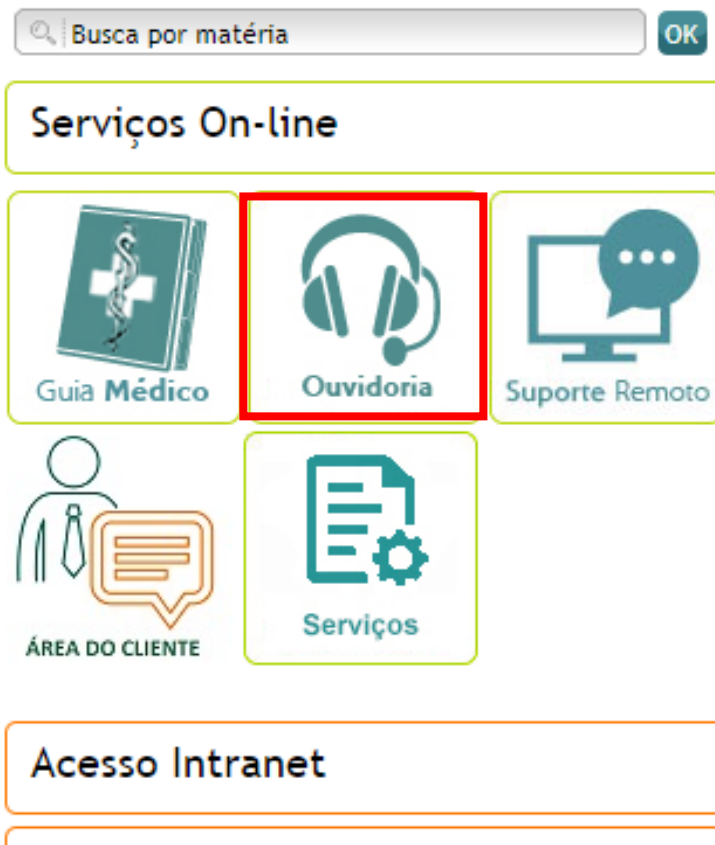 Busca por matéria
OK
Serviços On-line
Guia Médico
Ouvidoria
Suporte Remoto
ÁREA DO CLIENTE
Serviços
Acesso Intranet